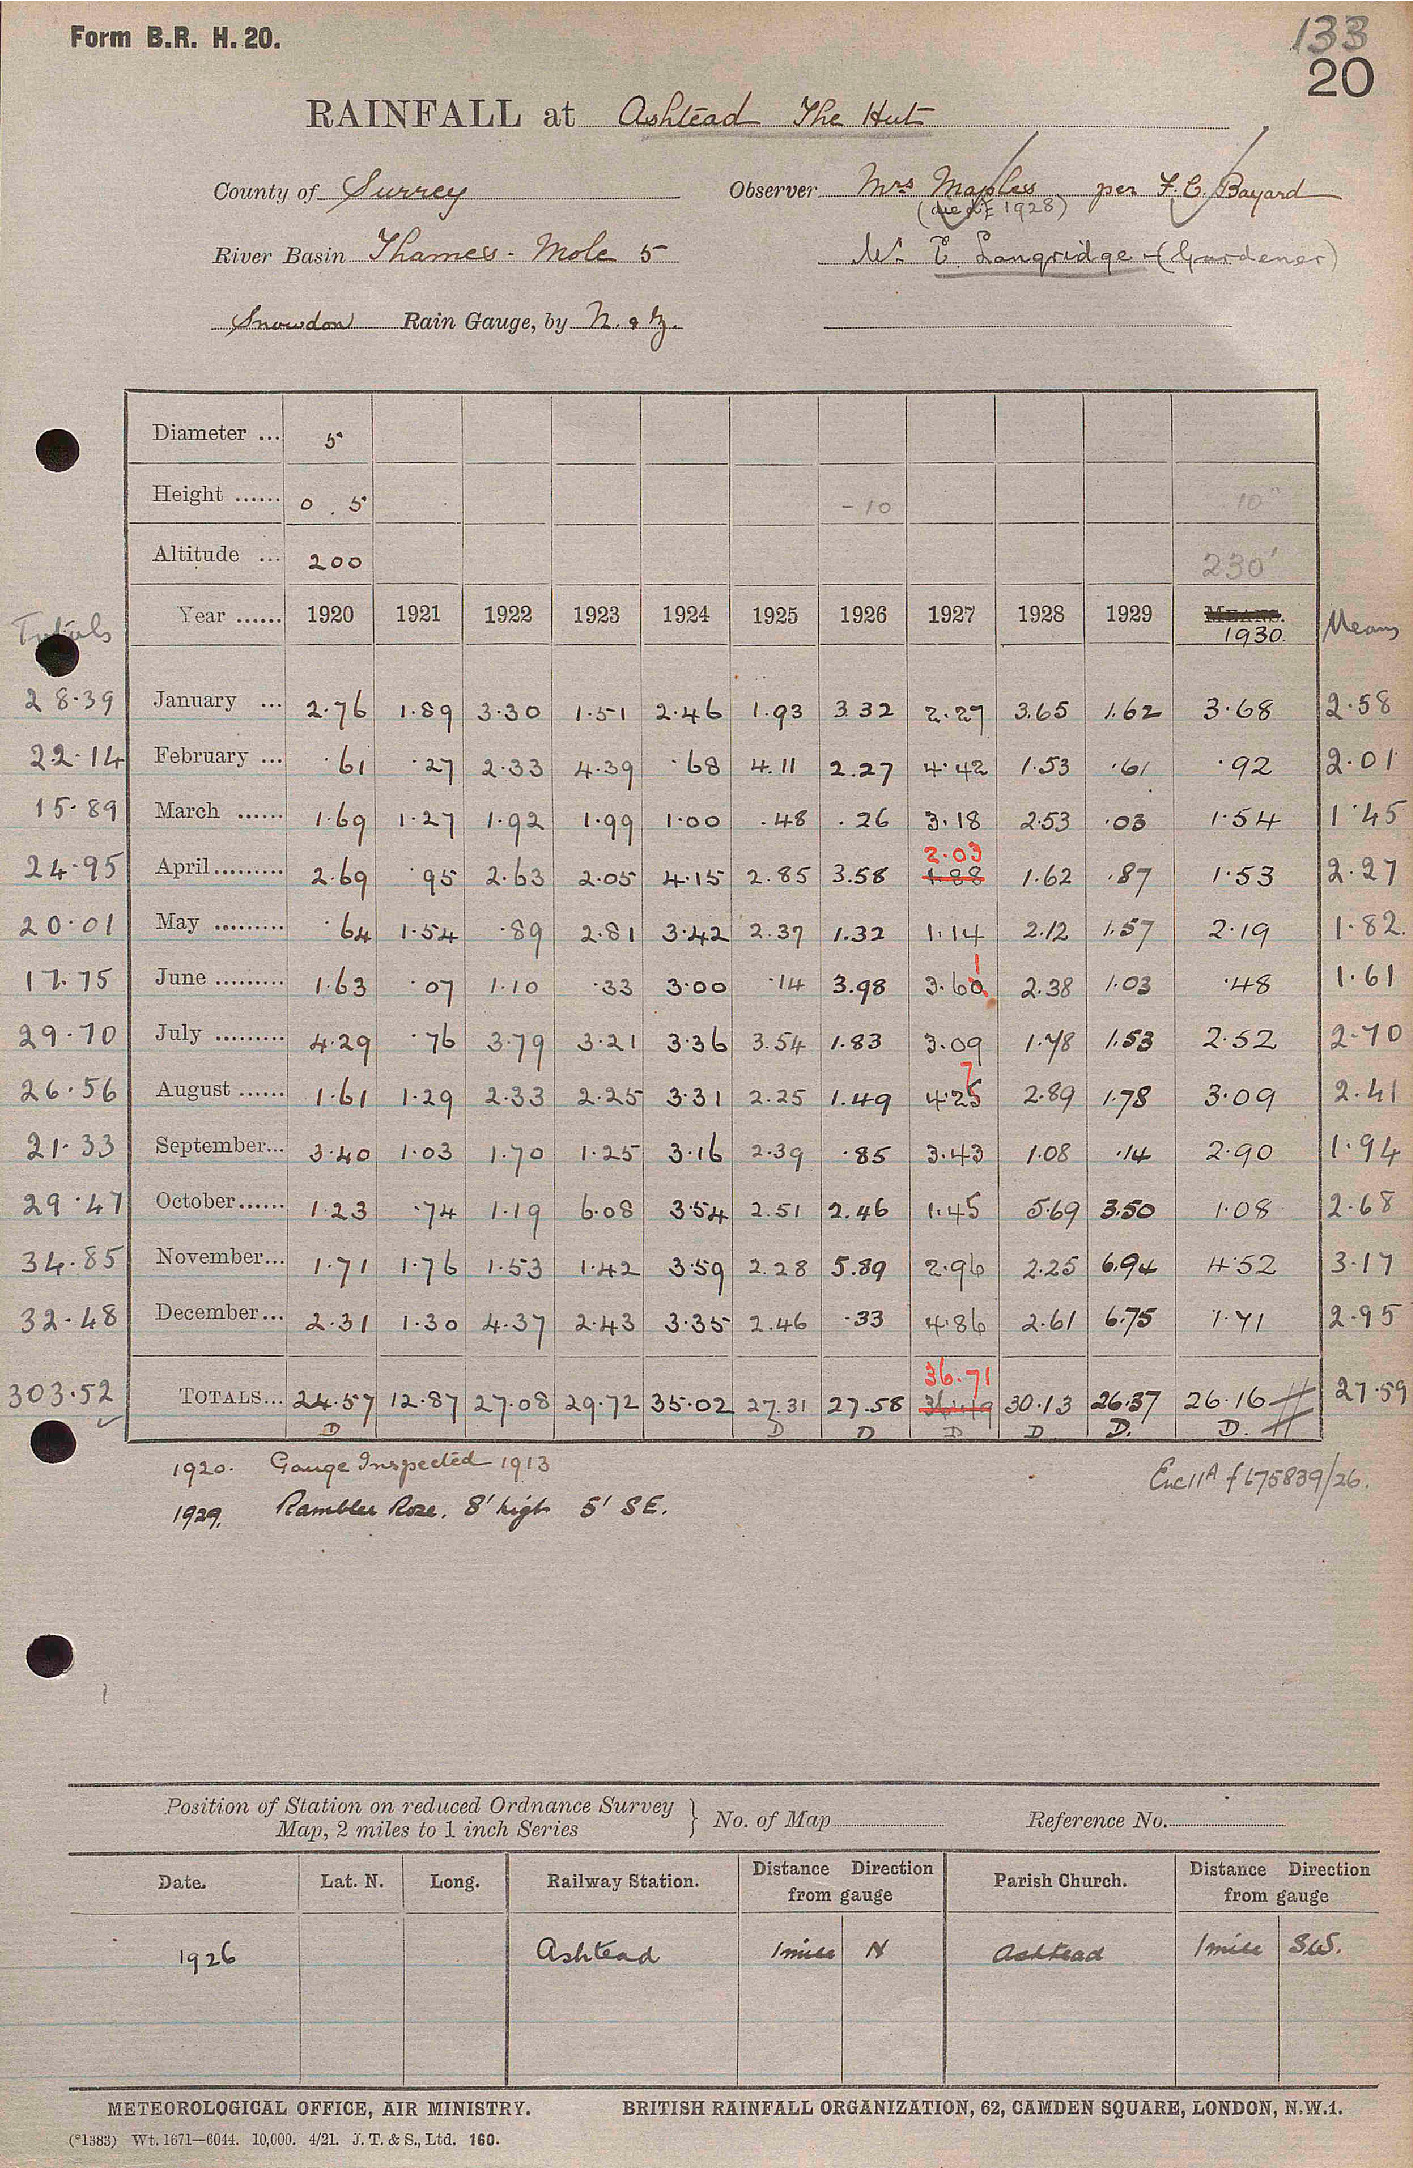 Form B.R. H. 20.
133
20
RAINFALL at Ashtead The Hut
County of Surrey Observer Mrs Maples per F. C. Bayard
(died 1928)
River Basin Thames - Mole 5 Mr E Langridge (Gardener)
Snowdon Rain Gauge, by N. & Z.
Diameter ... 5
Height ...... 0 . 5 -10 10"
Altitude ... 200 230'
Totals Year ...... 1920 1921 1922 1923 1924 1925 1926 1927 1928 1929 MEANS. 1930 Means
28.39 January ... 2.76 1.89 3.30 1.51 2.46 1.93 3.32 2.27 3.65 1.62 3.68 2.58
22.14 February ... .61 .27 2.33 4.39 .68 4.11 2.27 4.42 1.53 .61 .92 2.01
15.89 March ...... 1.69 1.27 1.92 1.99 1.00 .48 .26 3.18 2.53 .03 1.54 1.45
2.03
24.95 April ......... 2.69 .95 2.63 2.05 4.15 2.85 3.58 1.88 1.62 .87 1.53 2.27
20.01 May ......... .64 1.54 .89 2.81 3.42 2.37 1.32 1.14 2.12 1.57 2.19 1.82
1
17.75 June ......... 1.63 .07 1.10 .33 3.00 .14 3.98 3.60 2.38 1.03 .48 1.61
29.70 July ......... 4.29 .76 3.79 3.21 3.36 3.54 1.83 3.09 1.78 1.53 2.52 2.70
7
26.56 August ...... 1.61 1.29 2.33 2.25 3.31 2.25 1.49 4.25 2.89 1.78 3.09 2.41
21.33 September... 3.40 1.03 1.70 1.25 3.16 2.39 .85 3.43 1.08 .14 2.90 1.94
29.47 October...... 1.23 .74 1.19 6.08 3.54 2.51 2.46 1.45 5.69 3.50 1.08 2.68
34.85 November... 1.71 1.76 1.53 1.42 3.59 2.28 5.89 2.96 2.25 6.94 4.52 3.17
32.48 December... 2.31 1.30 4.37 2.43 3.35 2.46 .33 4.86 2.61 6.75 1.71 2.95
36.71
303.52 TOTALS... 24.57 12.87 27.08 29.72 35.02 27.31 27.58 36.49 30.13 26.37 26.16 27.59
D D D D D D. D.
1920. Gauge Inspected 1913
Encl 1A f 675839/26.
1929. Rambler Rose, 8' high 5' SE.
Position of Station on reduced Ordnance Survey
Map, 2 miles to 1 inch Series } No. of Map Reference No.
Date. Lat. N. Long. Railway Station. Distance Direction from gauge Parish Church. Distance Direction from gauge
1926 Ashtead 1 mile N Ashtead 1 mile SW.
METEOROLOGICAL OFFICE, AIR MINISTRY. BRITISH RAINFALL ORGANIZATION, 62, CAMDEN SQUARE, LONDON, N.W.1.
(*1383) Wt. 1671—6044. 10,000. 4/21. J. T. & S., Ltd. 160.